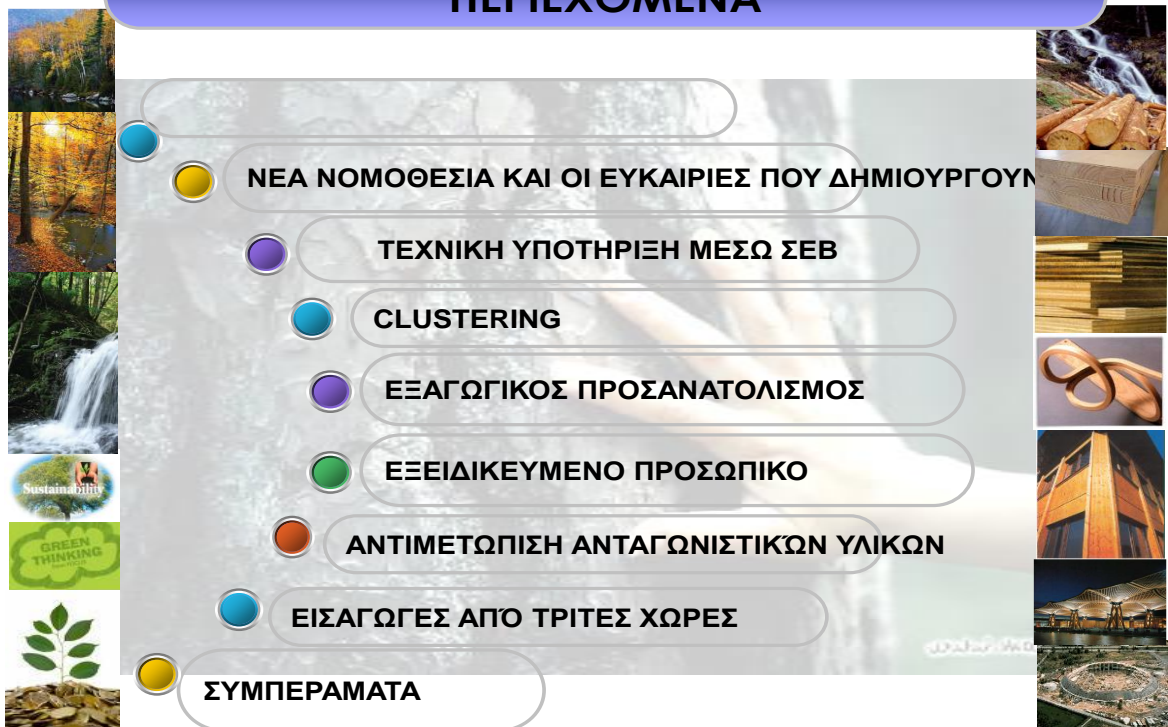 ΠΕΡΙΕΧΟΜΕΝΑ
ΝΕΑ ΝΟΜΟΘΕΣΙΑ ΚΑΙ ΟΙ ΕΥΚΑΙΡΙΕΣ ΠΟΥ ΔΗΜΙΟΥΡΓΟΥΝ
ΤΕΧΝΙΚΗ ΥΠΟΤΗΡΙΞΗ ΜΕΣΩ ΣΕΒ
CLUSTERING
ΕΞΑΓΩΓΙΚΟΣ ΠΡΟΣΑΝΑΤΟΛΙΣΜΟΣ
ΕΞΕΙΔΙΚΕΥΜΕΝΟ ΠΡΟΣΩΠΙΚΟ
ΑΝΤΙΜΕΤΩΠΙΣΗ ΑΝΤΑΓΩΝΙΣΤΙΚΏΝ ΥΛΙΚΩΝ
ΕΙΣΑΓΩΓΕΣ ΑΠΌ ΤΡΙΤΕΣ ΧΩΡΕΣ
ΣΥΜΠΕΡΑΜΑΤΑ
Sustainability
GREEN
THINKING